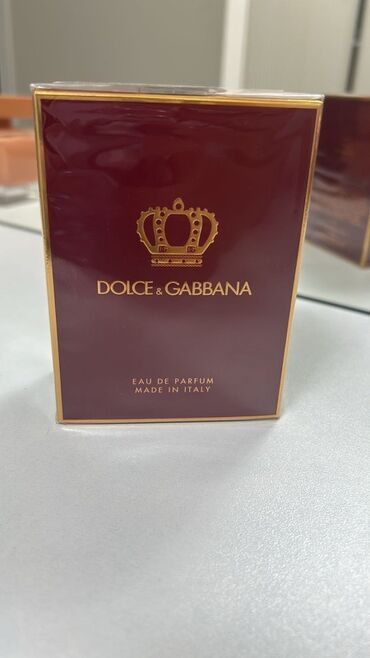 DOLCE & GABBANA
EAU DE PARFUM
MADE IN ITALY